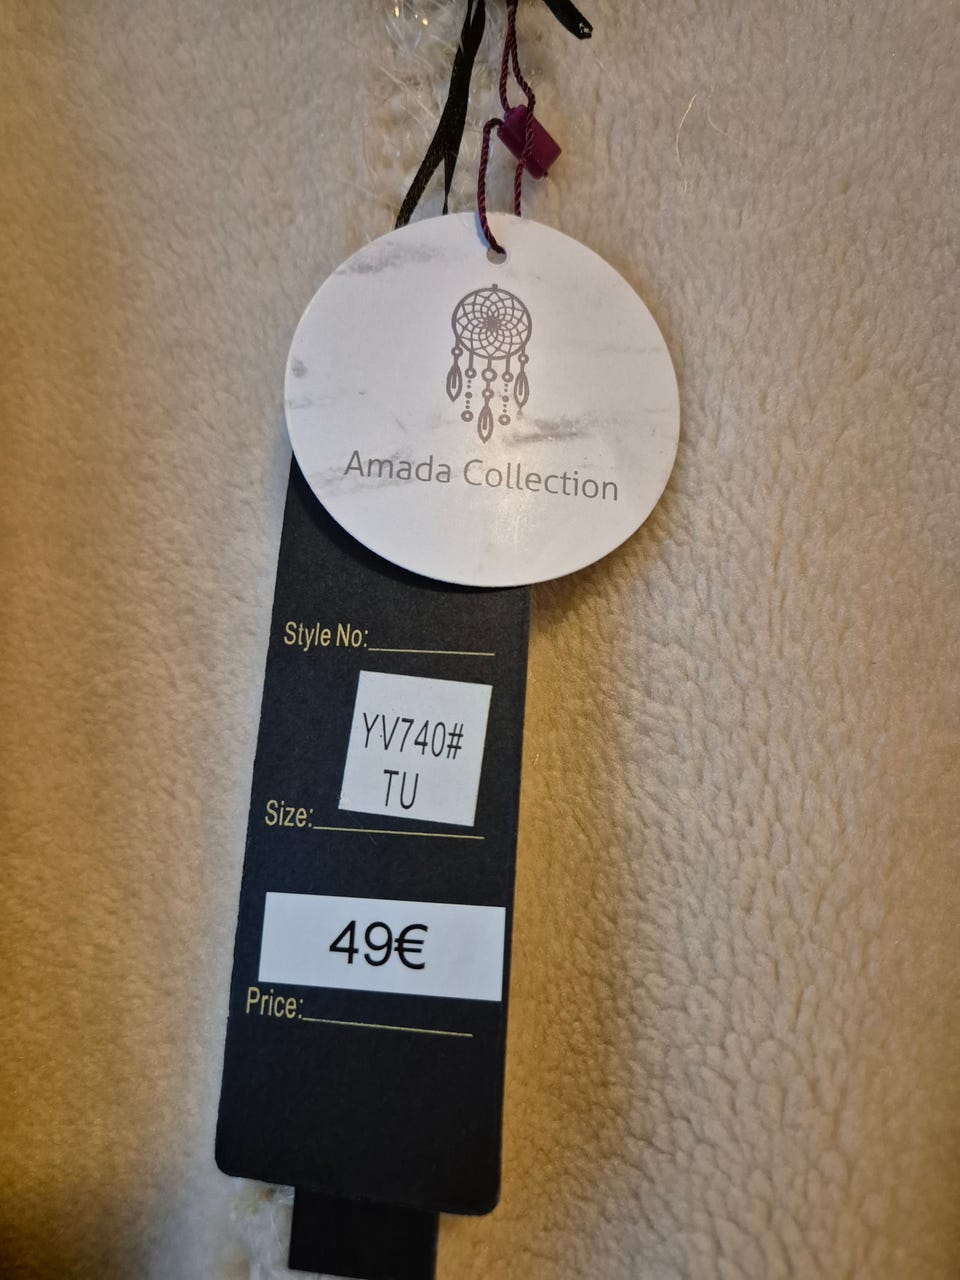 Amada Collection
Style No:
YV740#
TU
Size:
49€
Price: